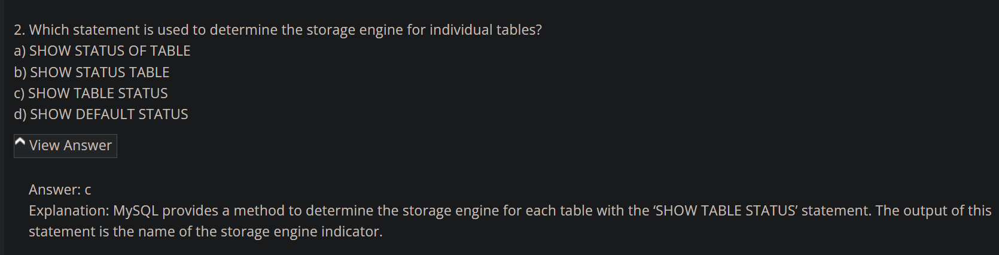 2. Which statement is used to determine the storage engine for individual tables?
a) SHOW STATUS OF TABLE
b) SHOW STATUS TABLE
c) SHOW TABLE STATUS
d) SHOW DEFAULT STATUS
View Answer
Answer: c
Explanation: MySQL provides a method to determine the storage engine for each table with the ‘SHOW TABLE STATUS’ statement. The output of this
statement is the name of the storage engine indicator.